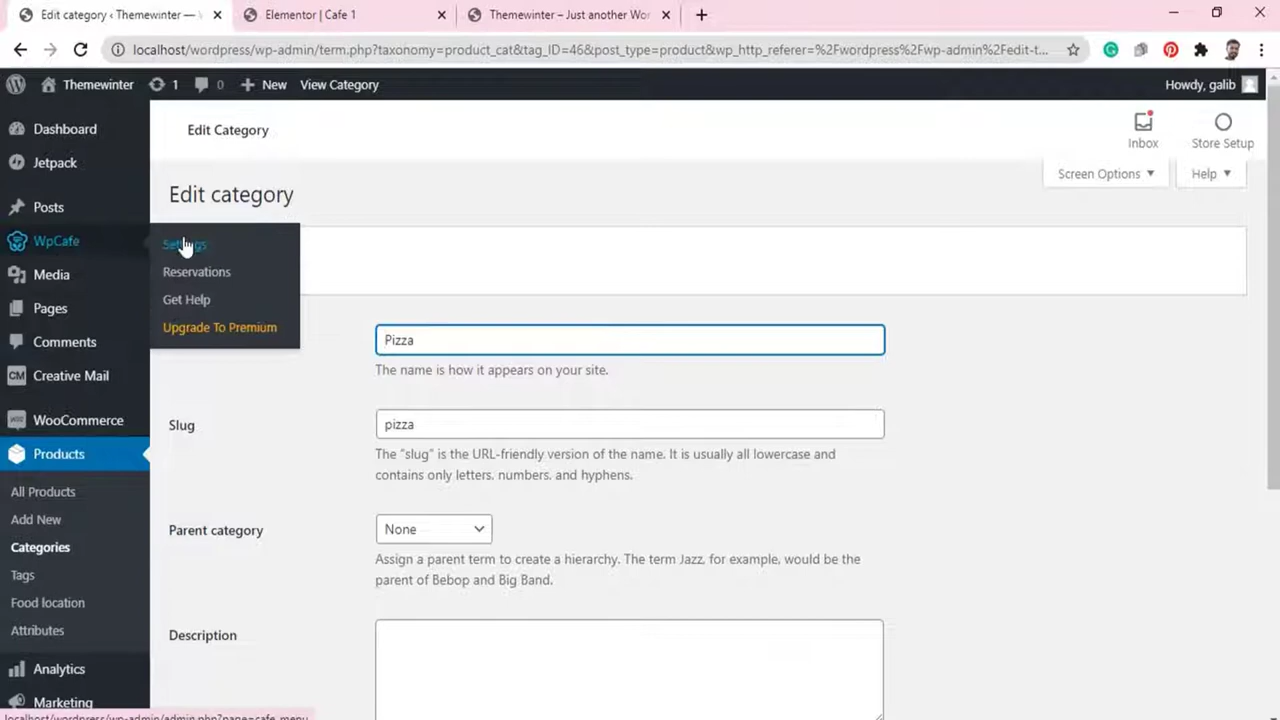 Edit category ‹ Themewinter —
Elementor | Cafe 1
Themewinter – Just another Wor
localhost/wordpress/wp-admin/term.php?taxonomy=product_cat&tag_ID=46&post_type=product&wp_http_referer=%2Fwordpress%2Fwp-admin%2Fedit-t...
Themewinter
1
0
New
View Category
Howdy, galib
Dashboard
Jetpack
Posts
WpCafe
Media
Pages
Comments
CM
Creative Mail
WooCommerce
Products
All Products
Add New
Categories
Tags
Food location
Attributes
Analytics
Marketing
Settings
Reservations
Get Help
Upgrade To Premium
Edit Category
Inbox
Store Setup
Screen Options
Help
Edit category
Pizza
The name is how it appears on your site.
Slug
pizza
The “slug” is the URL-friendly version of the name. It is usually all lowercase and
contains only letters, numbers, and hyphens.
Parent category
None
Assign a parent term to create a hierarchy. The term Jazz, for example, would be the
parent of Bebop and Big Band.
Description
localhost/wordpress/wp-admin/admin.php?page=cafe_menu